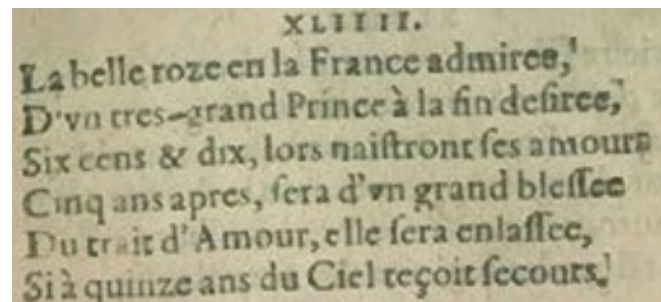 XLIIII.
La belle roze en la France admiree,
D'vn tres-grand Prince à la fin desiree,
Six cens & dix, lors naiſtront ſes amours
Cinq ans apres, ſera d'vn grand bleſſee
Du trait d'Amour, elle ſera enlaſſee,
Si à quinze ans du Ciel reçoit ſecours.